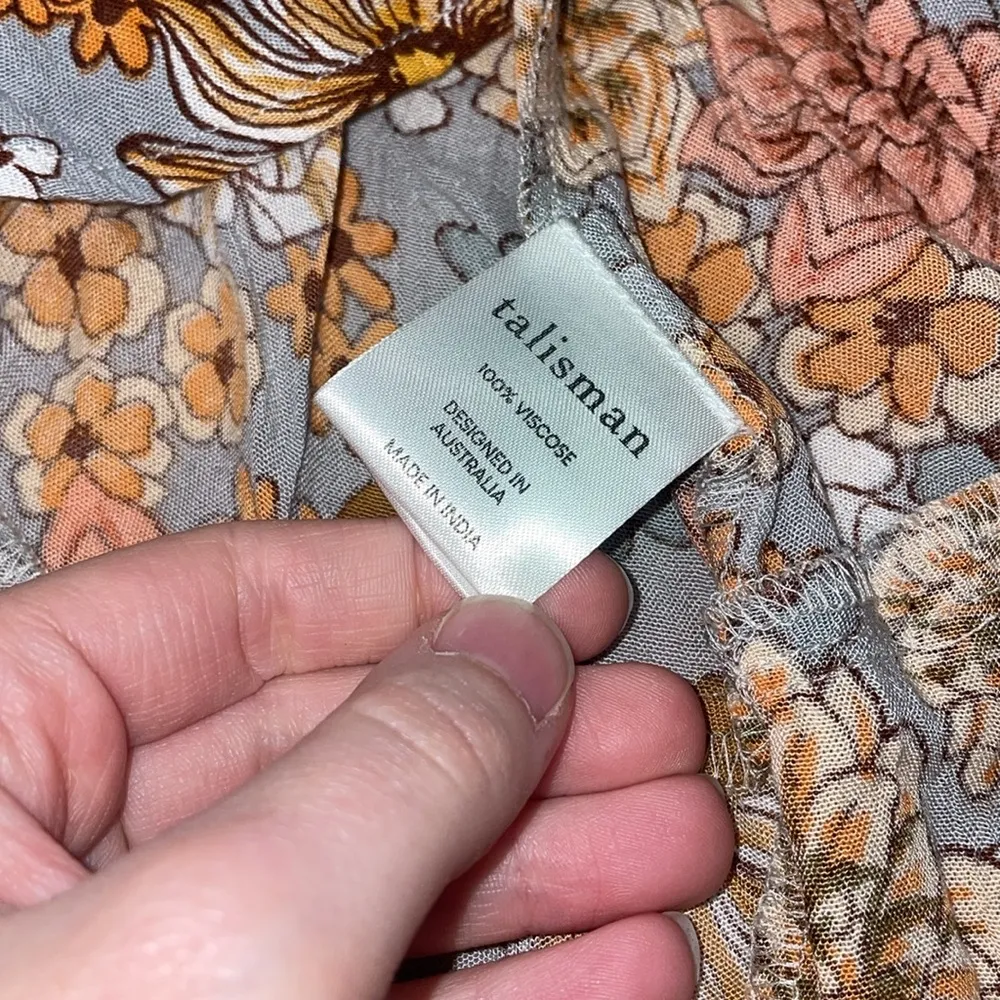 talisman
100% VISCOSE
DESIGNED IN
AUSTRALIA
MADE IN INDIA